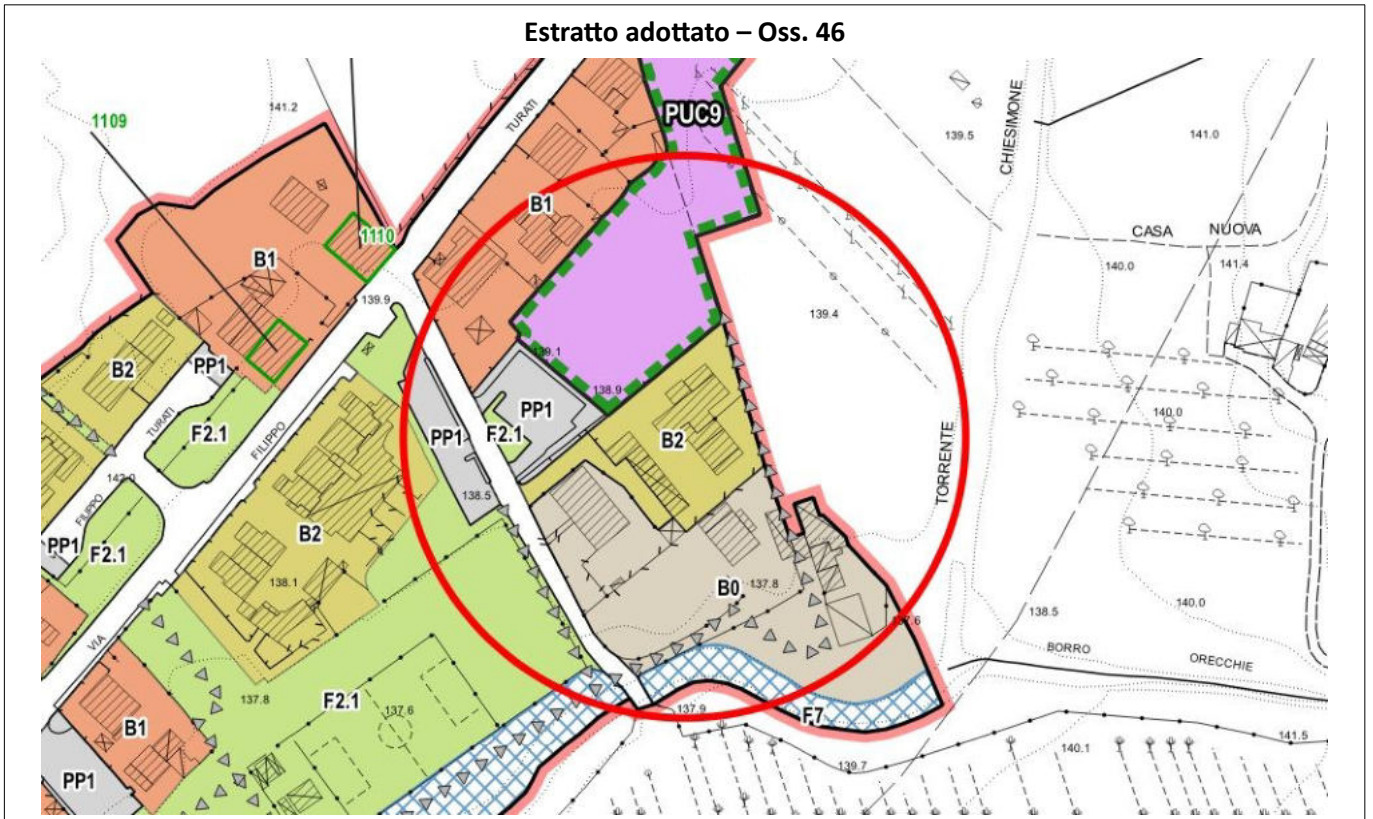 Estratto adottato – Oss. 46
141.2
TURATI
PUC9
139.5
CHIESIMONE
141.0
1109
B1
1110
B1
CASA NUOVA
140.0
141.4
139.9
139.4
B2
PP1
139.1
138.9
TURATI
F2.1
FILIPPO
PP1
F2.1
PP1
B2
140.0
142.0
138.5
TORRENTE
FILIPPO
PP1
F2.1
B2
138.1
B0
137.8
138.5
140.0
137.6
VIA
BORRO ORECCHIE
137.8
F2.1
137.6
B1
F7
137.9
141.5
140.1
PP1
139.7